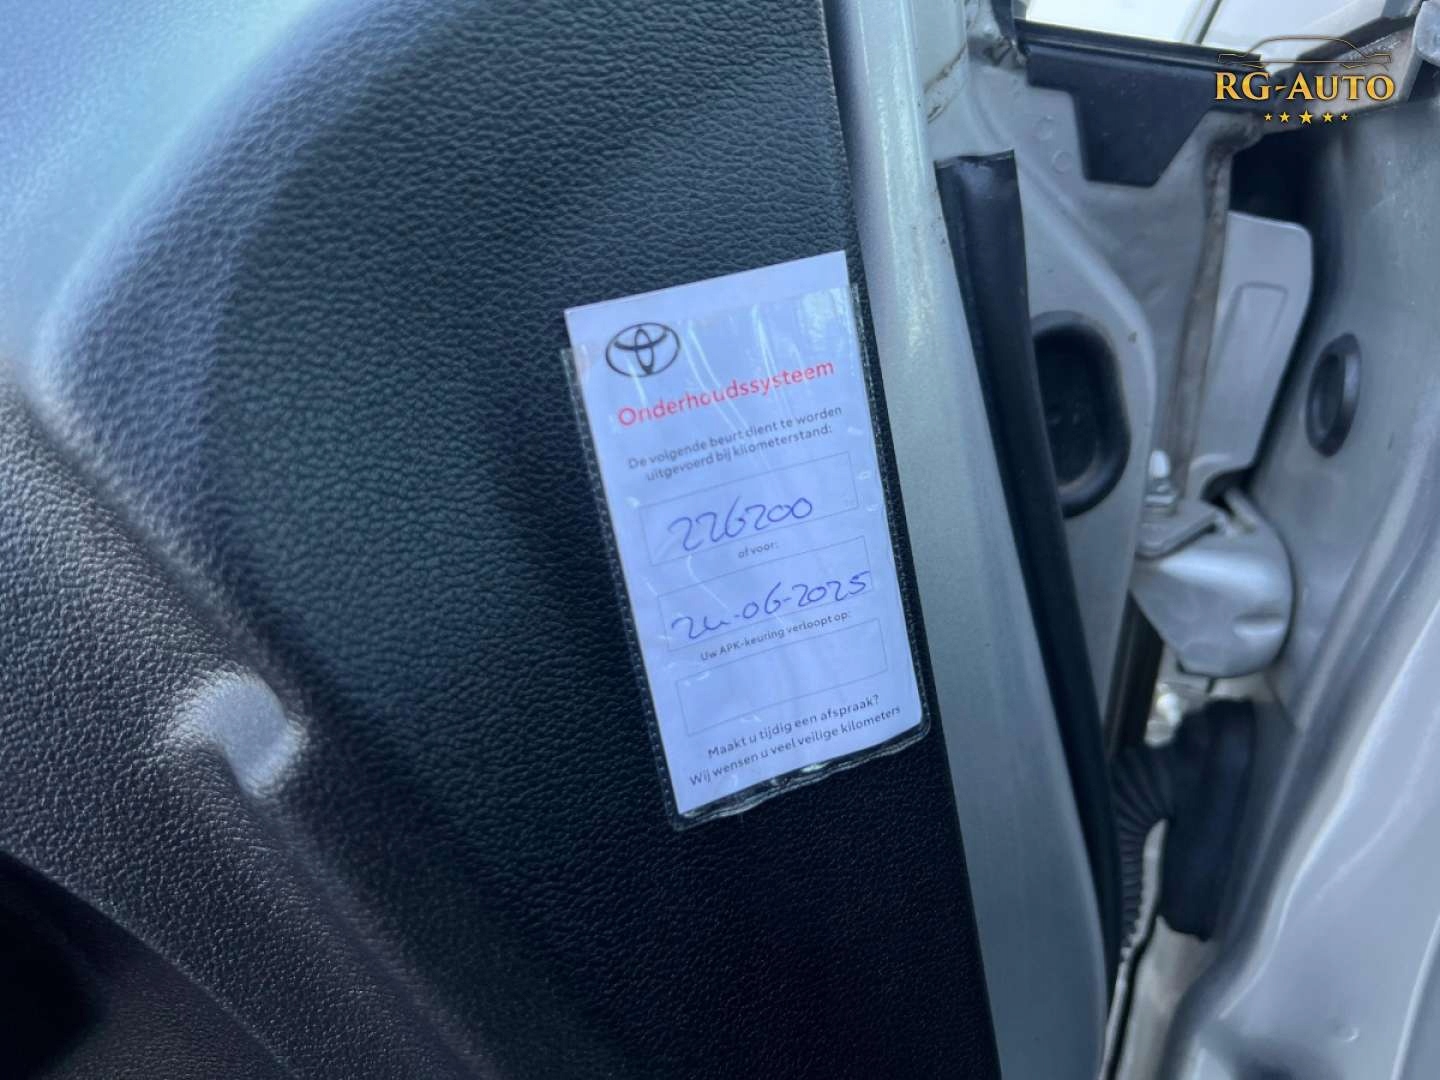 RG-AUTO
Onderhoudssysteem
De volgende beurt dient te worden
uitgevoerd bij kilometerstand:
226200
of voor:
24-06-2025
Uw APK-keuring verloopt op:
Maakt u tijdig een afspraak?
Wij wensen u veel veilige kilometers